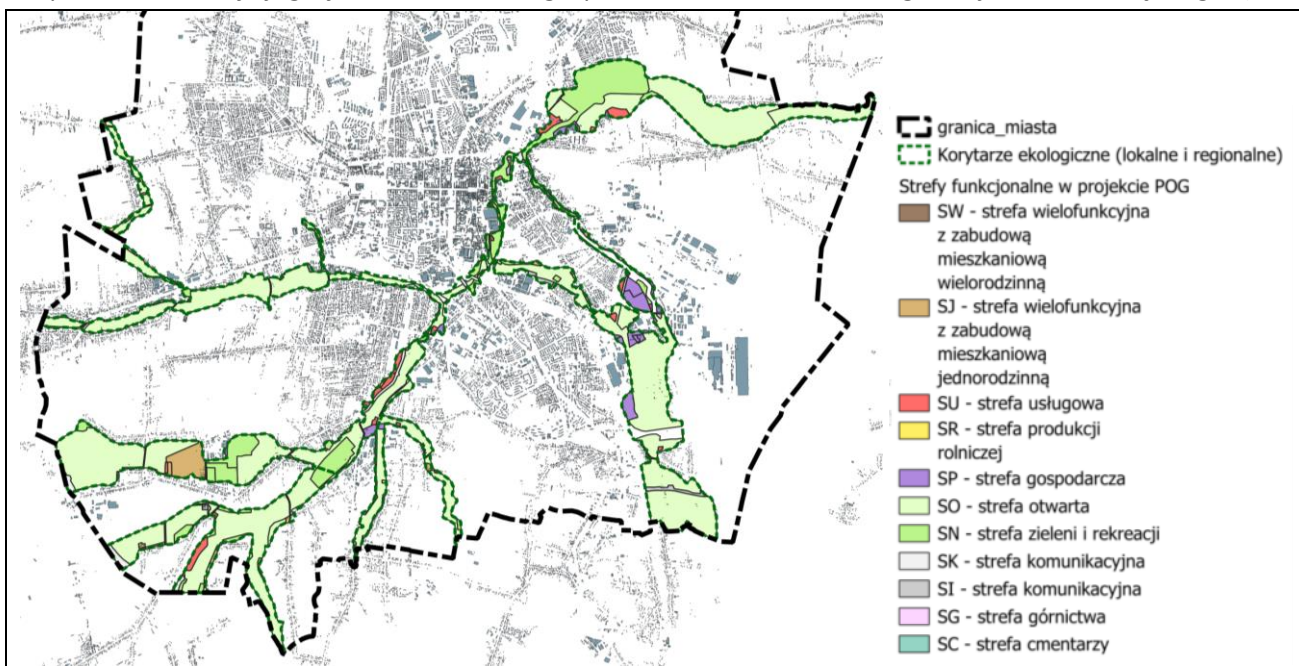 granica_miasta
Korytarze ekologiczne (lokalne i regionalne)
Strefy funkcjonalne w projekcie POG
SW - strefa wielofunkcyjna
z zabudową
mieszkaniową
wielorodzinną
SJ - strefa wielofunkcyjna
z zabudową
mieszkaniową
jednorodzinną
SU - strefa usługowa
SR - strefa produkcji
rolniczej
SP - strefa gospodarcza
SO - strefa otwarta
SN - strefa zieleni i rekreacji
SK - strefa komunikacyjna
SI - strefa komunikacyjna
SG - strefa górnictwa
SC - strefa cmentarzy